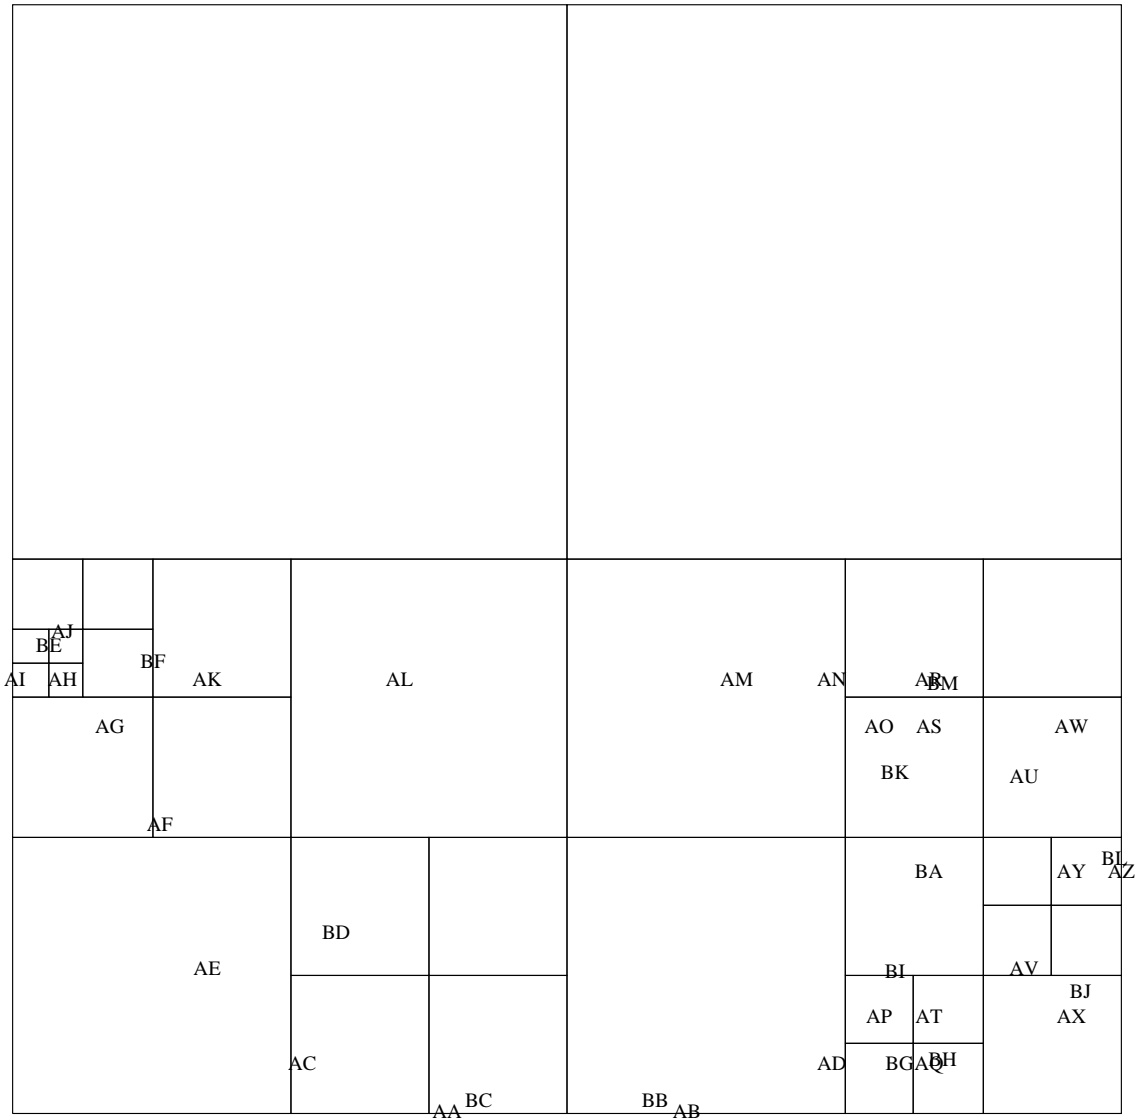 AJ
BE
BF
AI AH AK AL AM AN AR
BM
AG AO AS AW
BK AU
AF
BL
BA AY AZ
BD
AE BI AV
BJ
AP AT AX
BH
AC AD BG AQ
BC BB
AA AB